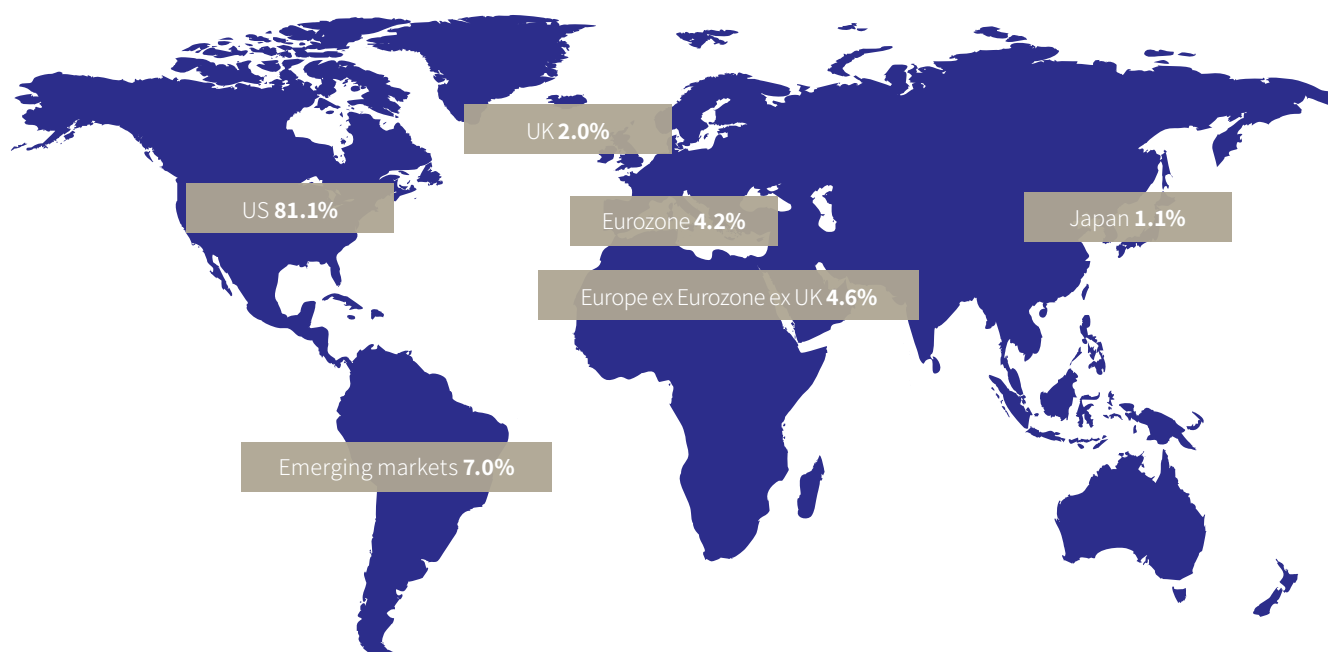 UK 2.0%
US 81.1%
Eurozone 4.2%
Japan 1.1%
Europe ex Eurozone ex UK 4.6%
Emerging markets 7.0%